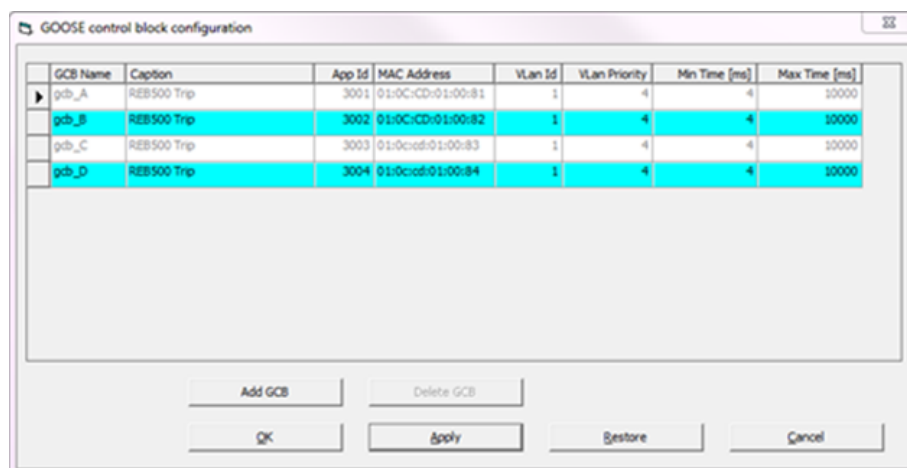 GOOSE control block configuration
GCB Name Caption App Id MAC Address VLan Id VLan Priority Min Time [ms] Max Time [ms]
gcb_A REB500 Trip 3001 01:0C:CD:01:00:81 1 4 4 10000
gcb_B REB500 Trip 3002 01:0C:CD:01:00:82 1 4 4 10000
gcb_C REB500 Trip 3003 01:0c:cd:01:00:83 1 4 4 10000
gcb_D REB500 Trip 3004 01:0c:cd:01:00:84 1 4 4 10000
Add GCB Delete GCB
OK Apply Restore Cancel